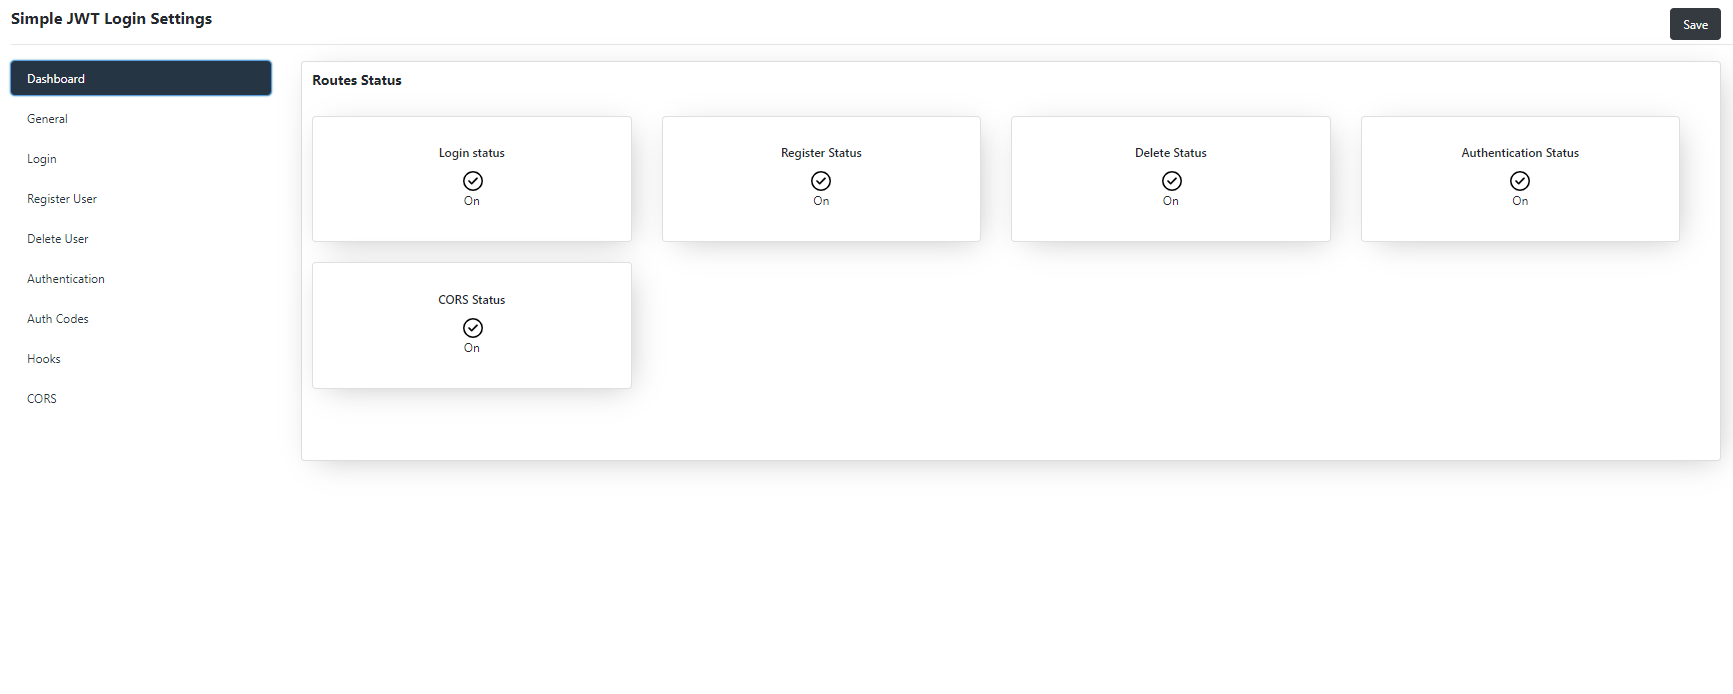 Simple JWT Login Settings
Save
Dashboard
General
Login
Register User
Delete User
Authentication
Auth Codes
Hooks
CORS
Routes Status
Login status
On
Register Status
On
Delete Status
On
Authentication Status
On
CORS Status
On